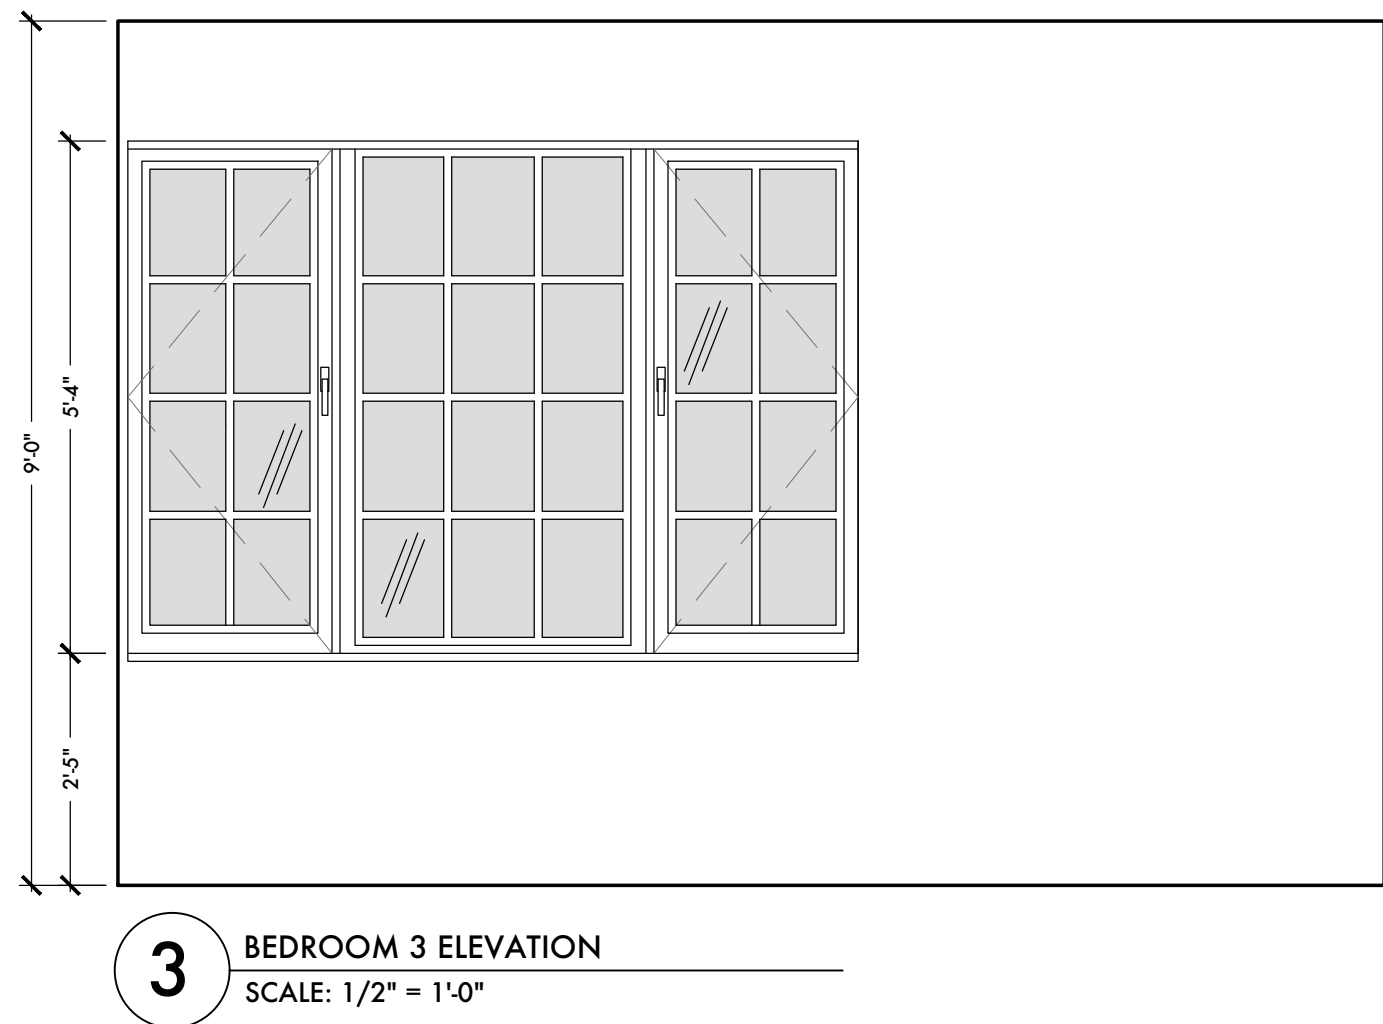 9'-0"
5'-4"
2'-5"
3
BEDROOM 3 ELEVATION
SCALE: 1/2" = 1'-0"